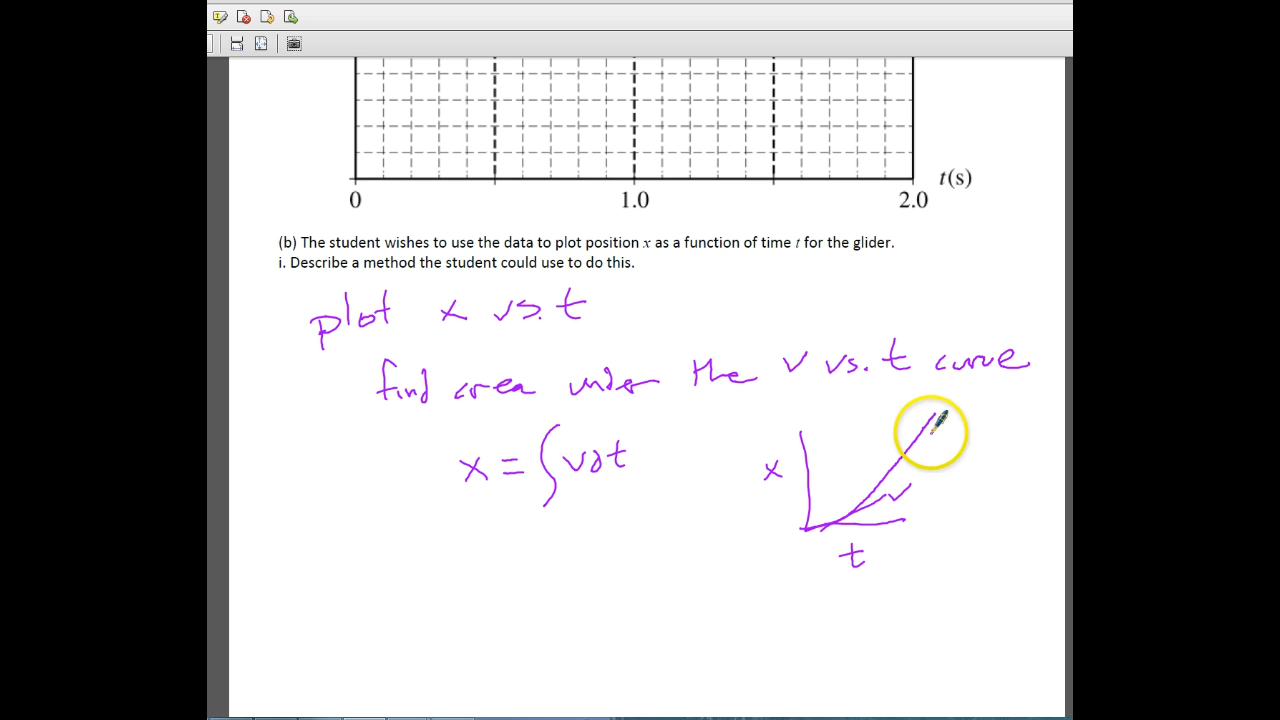 t(s)
0 1.0 2.0
(b) The student wishes to use the data to plot position x as a function of time t for the glider.
i. Describe a method the student could use to do this.
plot x vs. t
find area under the v vs. t curve
x = ∫vdt
x
t